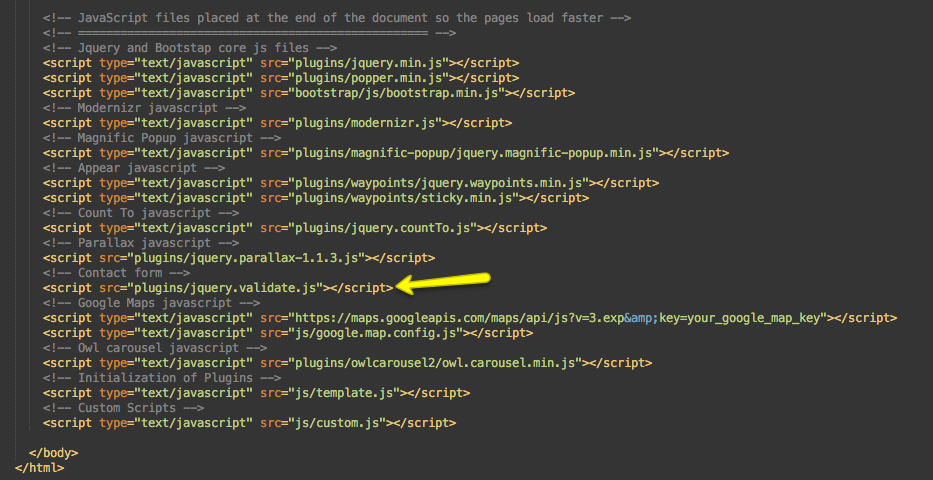 <!-- JavaScript files placed at the end of the document so the pages load faster -->
<!-- ================================================== -->
<!-- Jquery and Bootstap core js files -->
<script type="text/javascript" src="plugins/jquery.min.js"></script>
<script type="text/javascript" src="plugins/popper.min.js"></script>
<script type="text/javascript" src="bootstrap/js/bootstrap.min.js"></script>
<!-- Modernizr javascript -->
<script type="text/javascript" src="plugins/modernizr.js"></script>
<!-- Magnific Popup javascript -->
<script type="text/javascript" src="plugins/magnific-popup/jquery.magnific-popup.min.js"></script>
<!-- Appear javascript -->
<script type="text/javascript" src="plugins/waypoints/jquery.waypoints.min.js"></script>
<script type="text/javascript" src="plugins/waypoints/sticky.min.js"></script>
<!-- Count To javascript -->
<script type="text/javascript" src="plugins/jquery.countTo.js"></script>
<!-- Parallax javascript -->
<script src="plugins/jquery.parallax-1.1.3.js"></script>
<!-- Contact form -->
<script src="plugins/jquery.validate.js"></script>
<!-- Google Maps javascript -->
<script type="text/javascript" src="https://maps.googleapis.com/maps/api/js?v=3.exp&amp;key=your_google_map_key"></script>
<script type="text/javascript" src="js/google.map.config.js"></script>
<!-- Owl carousel javascript -->
<script type="text/javascript" src="plugins/owlcarousel2/owl.carousel.min.js"></script>
<!-- Initialization of Plugins -->
<script type="text/javascript" src="js/template.js"></script>
<!-- Custom Scripts -->
<script type="text/javascript" src="js/custom.js"></script>
</body>
</html>